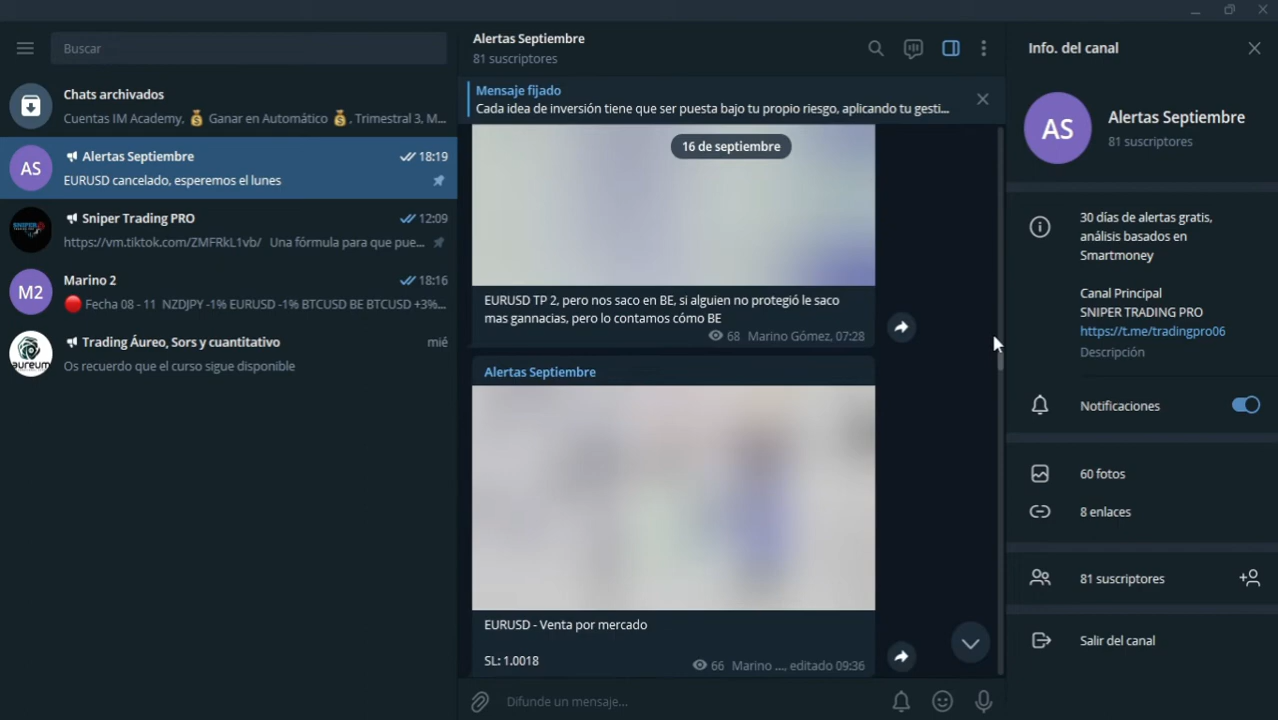 Buscar
Chats archivados
Cuentas IM Academy, 💰 Ganar en Automático 💰, Trimestral 3, M...
AS
Alertas Septiembre
18:19
EURUSD cancelado, esperemos el lunes
Sniper Trading PRO
12:09
https://vm.tiktok.com/ZMFRkL1vb/ Una fórmula para que pue...
M2
Marino 2
18:16
🔴 Fecha 08 - 11 NZDJPY -1% EURUSD -1% BTCUSD BE BTCUSD +3%...
aureum
Trading Áureo, Sors y cuantitativo
mié
Os recuerdo que el curso sigue disponible
Alertas Septiembre
81 suscriptores
Mensaje fijado
Cada idea de inversión tiene que ser puesta bajo tu propio riesgo, aplicando tu gesti...
16 de septiembre
EURUSD TP 2, pero nos saco en BE, si alguien no protegió le saco
mas gannacias, pero lo contamos cómo BE
68 Marino Gómez, 07:28
Alertas Septiembre
EURUSD - Venta por mercado
SL: 1.0018
66 Marino ..., editado 09:36
Difunde un mensaje...
Info. del canal
AS
Alertas Septiembre
81 suscriptores
30 días de alertas gratis,
análisis basados en
Smartmoney
Canal Principal
SNIPER TRADING PRO
https://t.me/tradingpro06
Descripción
Notificaciones
60 fotos
8 enlaces
81 suscriptores
Salir del canal